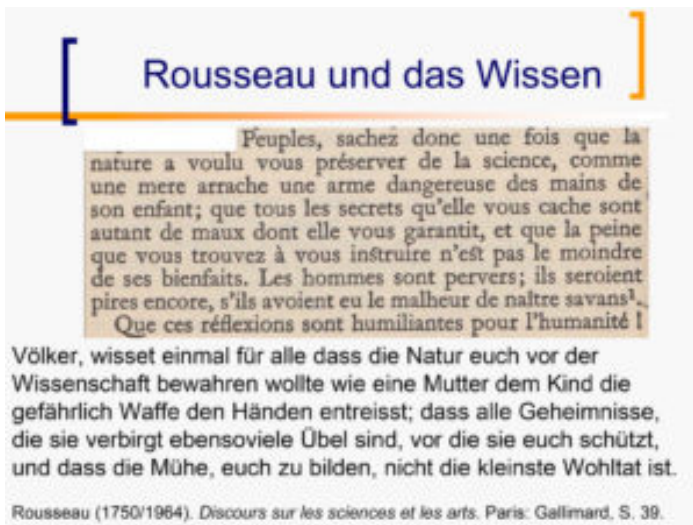 Rousseau und das Wissen
Peuples, sachez donc une fois que la
nature a voulu vous préserver de la science, comme
une mere arrache une arme dangereuse des mains de
son enfant; que tous les secrets qu'elle vous cache sont
autant de maux dont elle vous garantit, et que la peine
que vous trouvez à vous inſtruire n'eſt pas le moindre
de ses bienfaits. Les hommes sont pervers; ils seroient
pires encore, s'ils avoient eu le malheur de naître savans¹.
Que ces réflexions sont humiliantes pour l'humanité !
Völker, wisset einmal für alle dass die Natur euch vor der
Wissenschaft bewahren wollte wie eine Mutter dem Kind die
gefährlich Waffe den Händen entreisst; dass alle Geheimnisse,
die sie verbirgt ebensoviele Übel sind, vor die sie euch schützt,
und dass die Mühe, euch zu bilden, nicht die kleinste Wohltat ist.
Rousseau (1750/1964). Discours sur les sciences et les arts. Paris: Gallimard, S. 39.